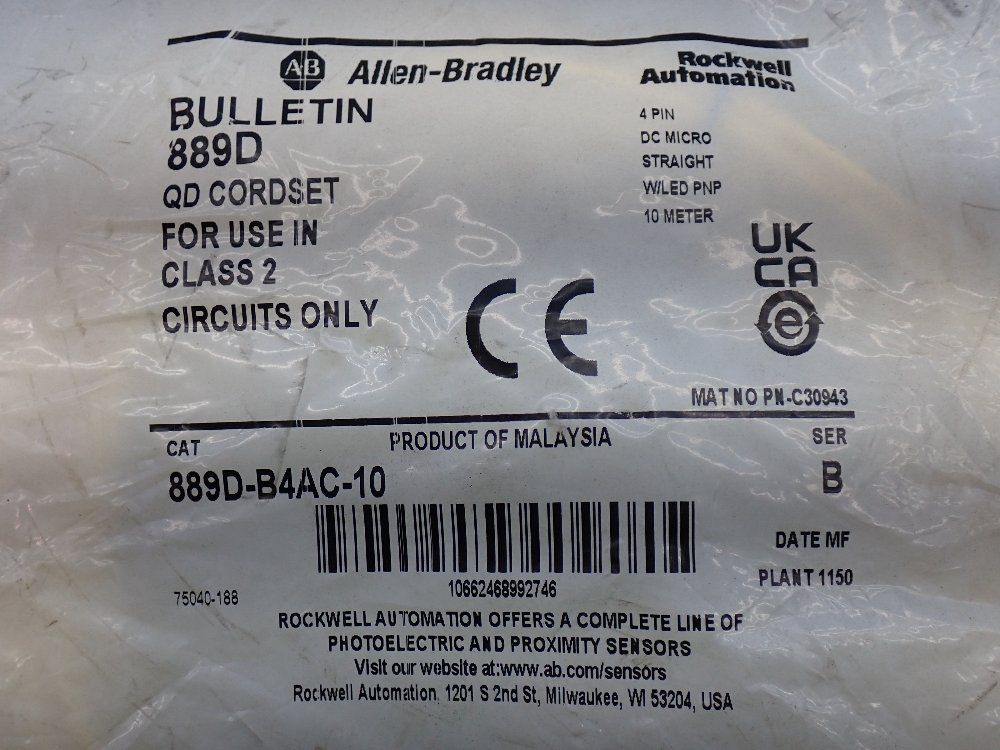 AB Allen-Bradley
Rockwell
Automation
BULLETIN
889D
QD CORDSET
FOR USE IN
CLASS 2
CIRCUITS ONLY
4 PIN
DC MICRO
STRAIGHT
W/LED PNP
10 METER
UK
CA
CE
e
MAT NO PN-C30943
CAT
PRODUCT OF MALAYSIA
SER
889D-B4AC-10
B
10662468992746
DATE MF
PLANT 1150
75040-188
ROCKWELL AUTOMATION OFFERS A COMPLETE LINE OF
PHOTOELECTRIC AND PROXIMITY SENSORS
Visit our website at:www.ab.com/sensors
Rockwell Automation, 1201 S 2nd St, Milwaukee, WI 53204, USA